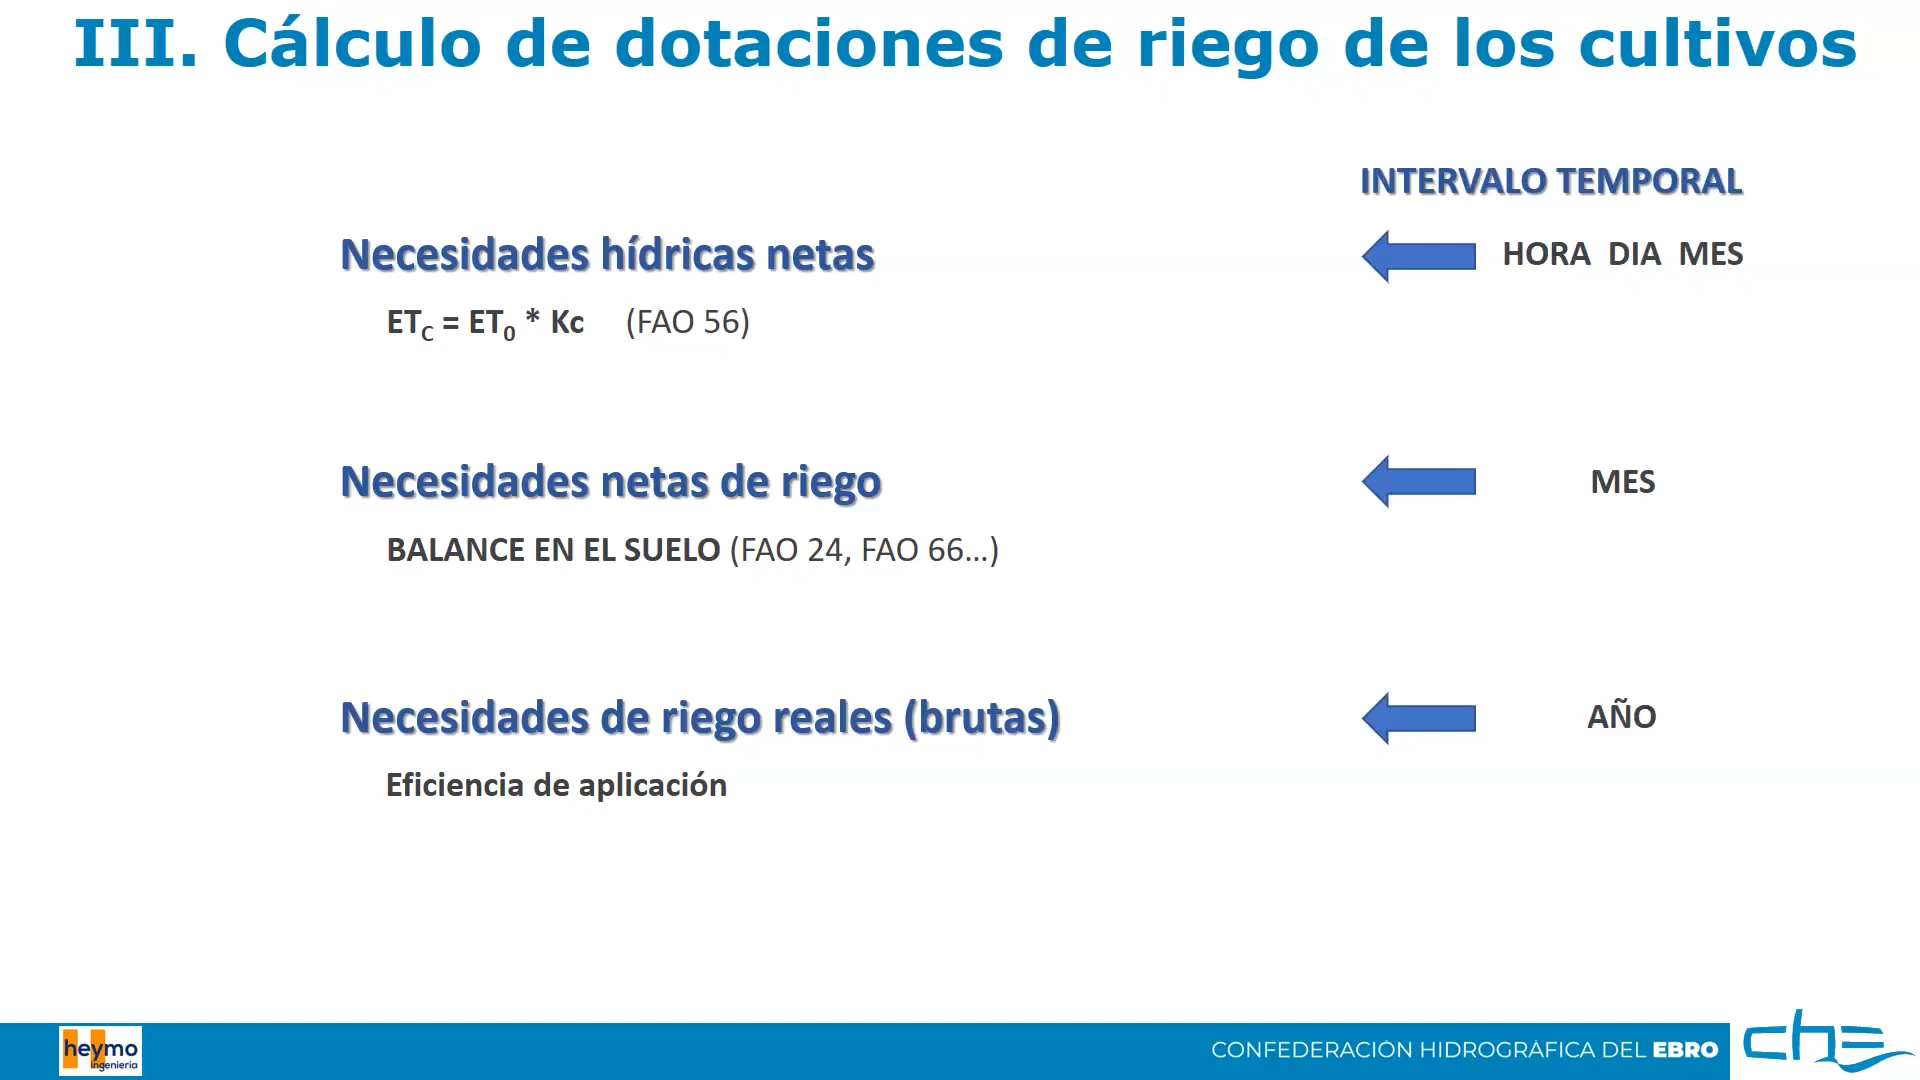 III. Cálculo de dotaciones de riego de los cultivos
INTERVALO TEMPORAL
Necesidades hídricas netas
HORA DIA MES
ETC = ET0 * Kc (FAO 56)
Necesidades netas de riego
MES
BALANCE EN EL SUELO (FAO 24, FAO 66...)
Necesidades de riego reales (brutas)
AÑO
Eficiencia de aplicación
heymo
ingeniería
CONFEDERACIÓN HIDROGRÁFICA DEL EBRO
che